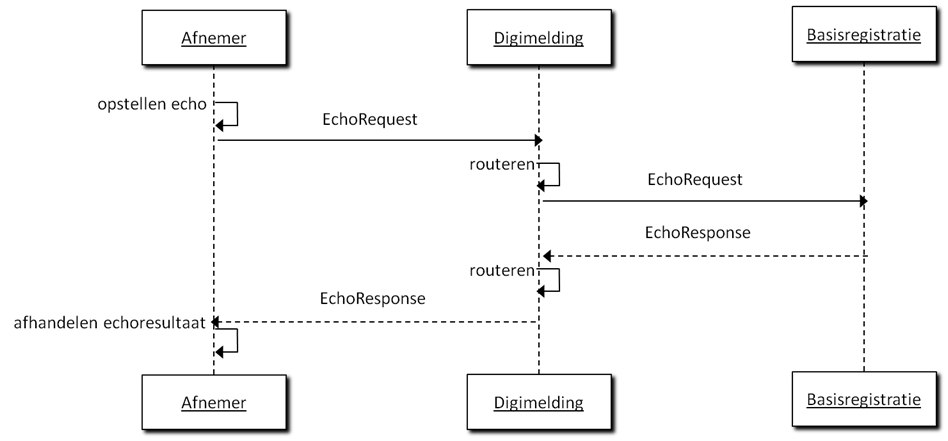 Afnemer
Digimelding
Basisregistratie
opstellen echo
EchoRequest
routeren
EchoRequest
EchoResponse
routeren
EchoResponse
afhandelen echoresultaat
Afnemer
Digimelding
Basisregistratie